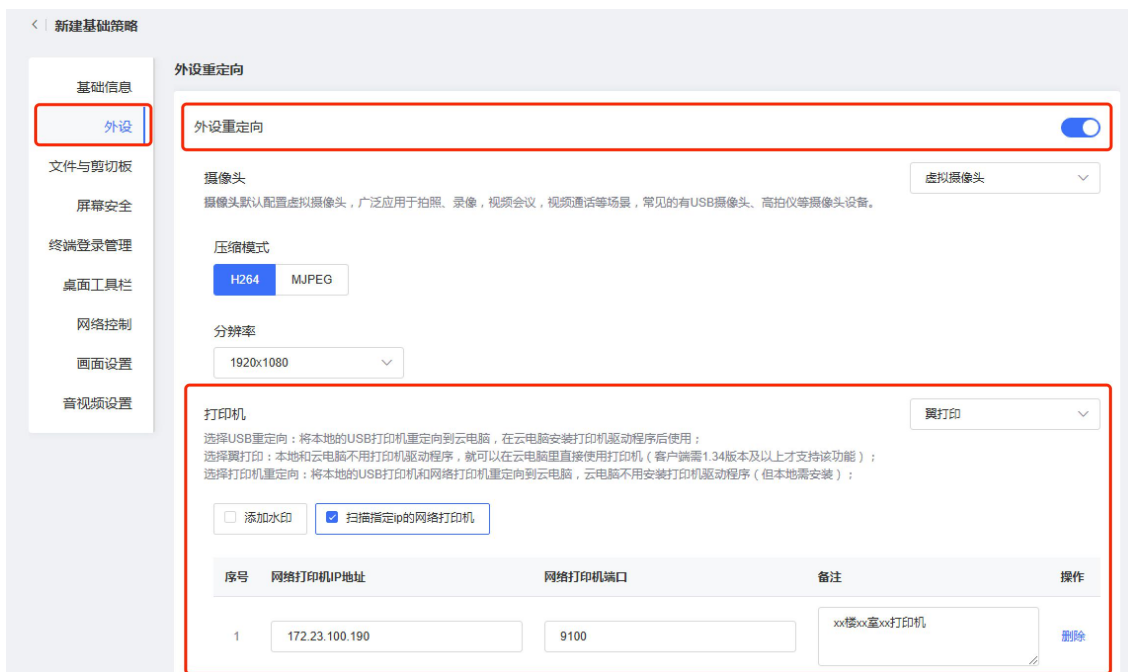 新建基础策略
基础信息
外设
文件与剪切板
屏幕安全
终端登录管理
桌面工具栏
网络控制
画面设置
音视频设置
外设重定向
外设重定向
摄像头
虚拟摄像头
摄像头默认配置虚拟摄像头，广泛应用于拍照、录像，视频会议，视频通话等场景，常见的有USB摄像头、高拍仪等摄像头设备。
压缩模式
H264 MJPEG
分辨率
1920x1080
打印机
翼打印
选择USB重定向：将本地的USB打印机重定向到云电脑，在云电脑安装打印机驱动程序后使用；
选择翼打印：本地和云电脑不用打印机驱动程序，就可以在云电脑里直接使用打印机（客户端需1.34版本及以上才支持该功能）；
选择打印机重定向：将本地的USB打印机和网络打印机重定向到云电脑，云电脑不用安装打印机驱动程序（但本地需安装）；
添加水印 扫描指定ip的网络打印机
序号 网络打印机IP地址 网络打印机端口 备注 操作
1 172.23.100.190 9100 xx楼xx室xx打印机 删除